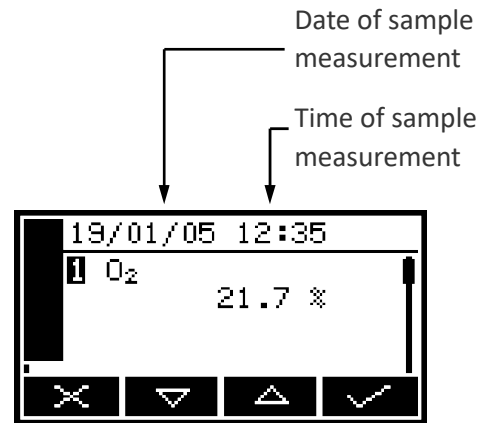 Date of sample
measurement
Time of sample
measurement
19/01/05 12:35
1 O₂
21.7 %